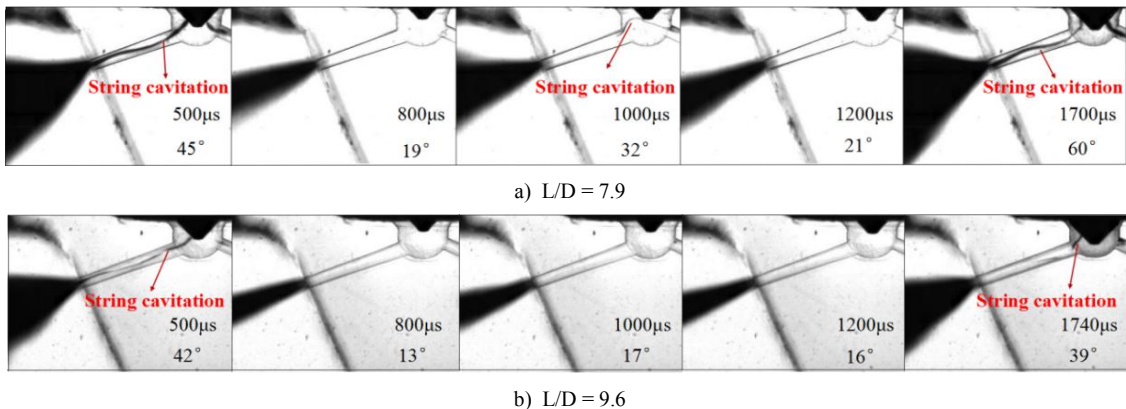 String cavitation
500μs
45°
800μs
19°
String cavitation
1000μs
32°
1200μs
21°
String cavitation
1700μs
60°
a) L/D = 7.9
String cavitation
500μs
42°
800μs
13°
1000μs
17°
1200μs
16°
String cavitation
1740μs
39°
b) L/D = 9.6